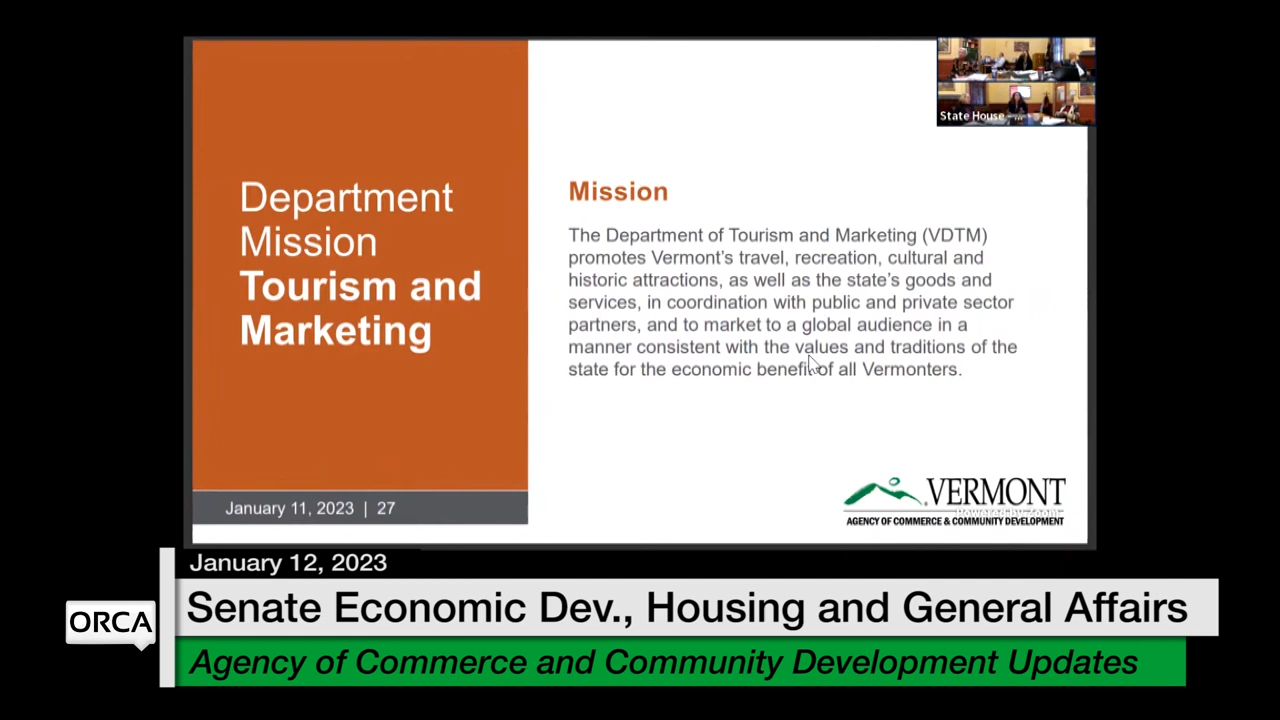 Department
Mission
Tourism and
Marketing
January 11, 2023 | 27
State House
Mission
The Department of Tourism and Marketing (VDTM)
promotes Vermont's travel, recreation, cultural and
historic attractions, as well as the state's goods and
services, in coordination with public and private sector
partners, and to market to a global audience in a
manner consistent with the values and traditions of the
state for the economic benefit of all Vermonters.
VERMONT
Powered by Zoom
AGENCY OF COMMERCE & COMMUNITY DEVELOPMENT
January 12, 2023
ORCA
Senate Economic Dev., Housing and General Affairs
Agency of Commerce and Community Development Updates